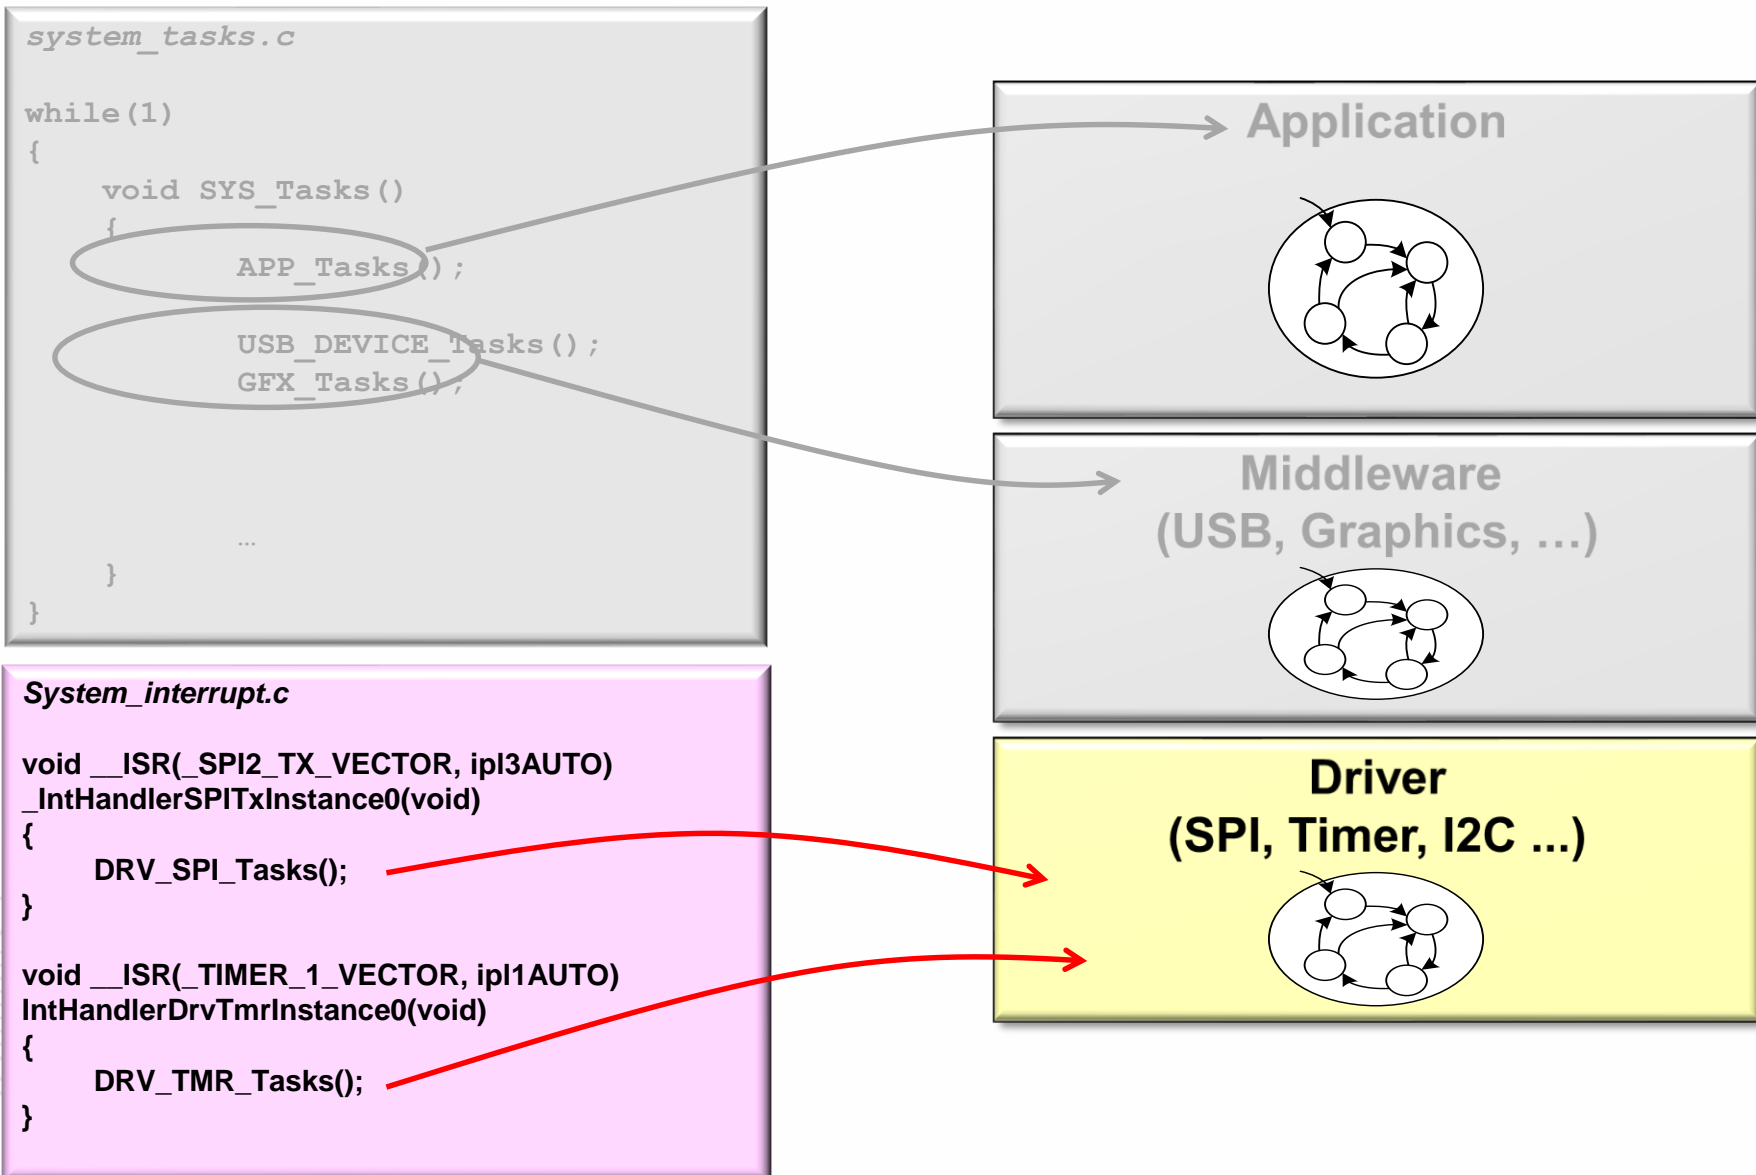 system_tasks.c
while(1)
{
void SYS_Tasks()
{
APP_Tasks();
USB_DEVICE_Tasks();
GFX_Tasks();
…
}
}
System_interrupt.c
void __ISR(_SPI2_TX_VECTOR, ipl3AUTO)
_IntHandlerSPITxInstance0(void)
{
DRV_SPI_Tasks();
}
void __ISR(_TIMER_1_VECTOR, ipl1AUTO)
IntHandlerDrvTmrInstance0(void)
{
DRV_TMR_Tasks();
}
Application
Middleware
(USB, Graphics, …)
Driver
(SPI, Timer, I2C ...)